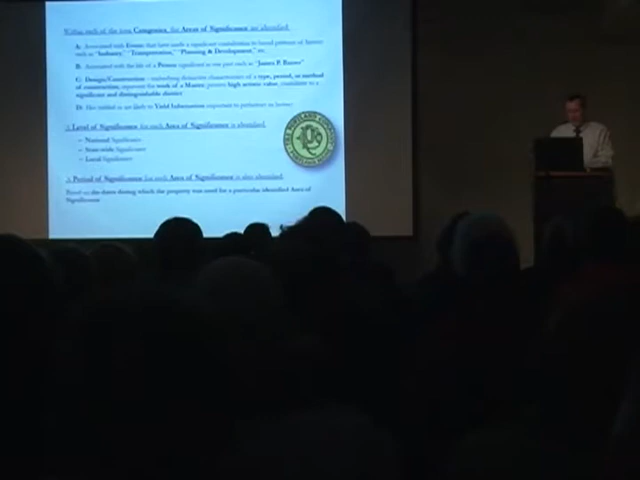 Within each of the four Categories, the Areas of Significance are identified.
A: Associated with Events that have made a significant contribution to broad patterns of history
such as "Industry," "Transportation," "Planning & Development," etc.
B: Associated with the life of a Person significant in our past such as "James P.
C: Design/Construction – embodying distinctive characteristics of a type, period, or method
of construction, represent the work of a Master, possess high artistic value, constitute a
significant and distinguishable
D: Has yielded or are likely to Yield Information important to prehistory or history
A Level of Significance for each Area of Significance is identified.
– National Significance
– State-wide Significance
– Local Significance
A Period of Significance for each Area of Significance is also identified.
Based on the dates during which the property was used for a particular identified Area of
Significance
PORTLAND